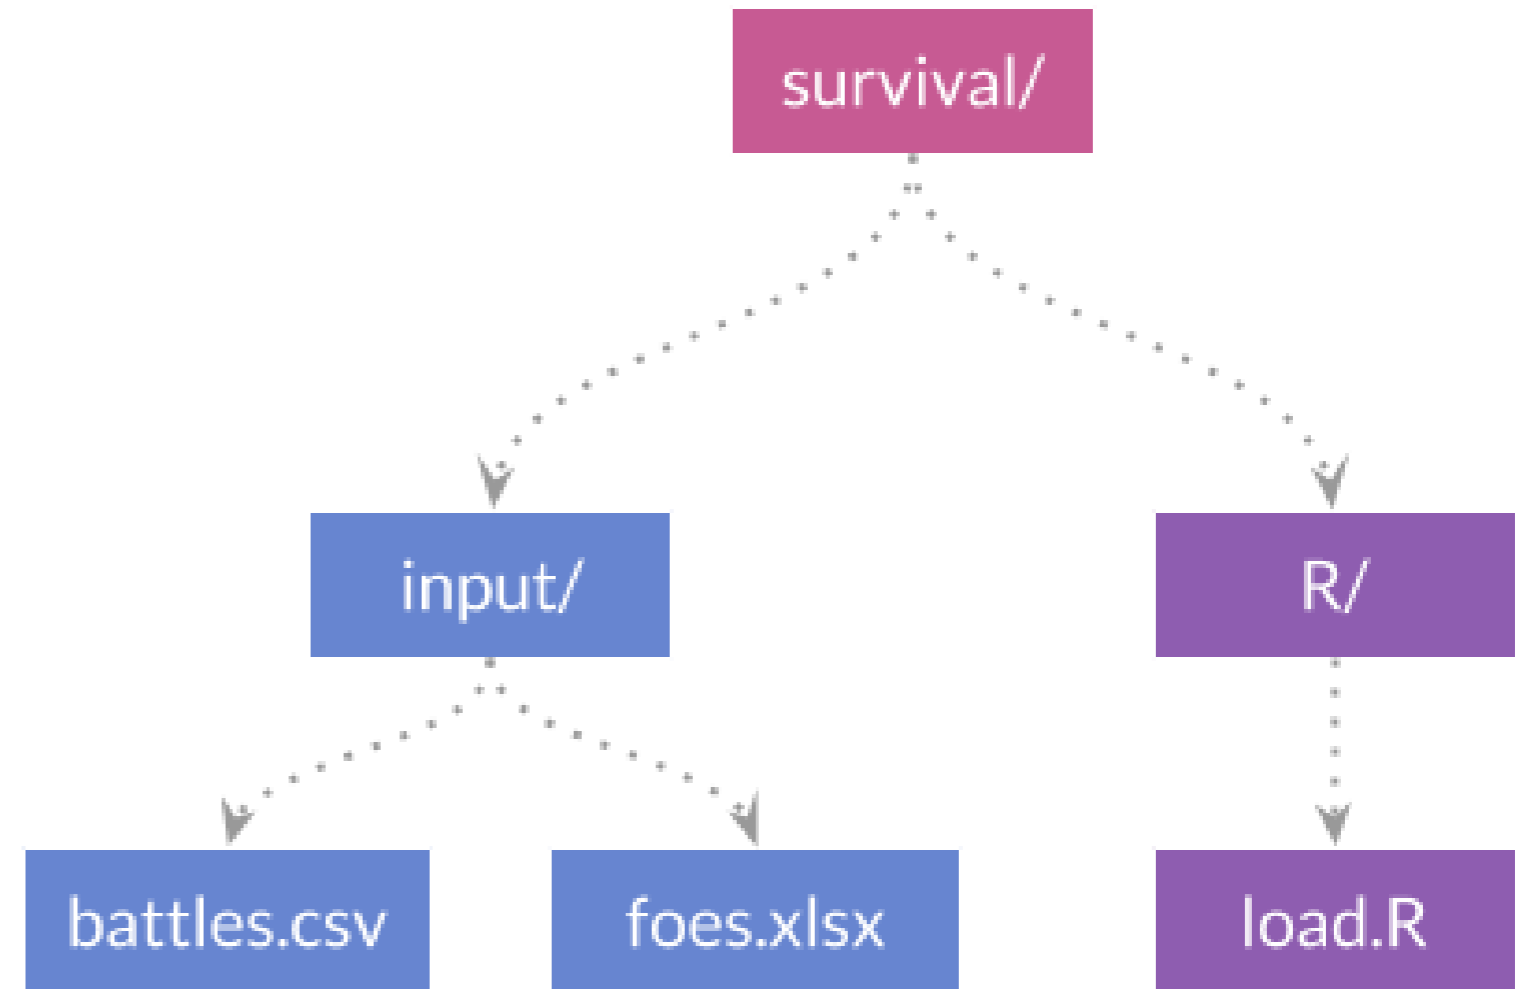 survival/
input/
R/
battles.csv
foes.xlsx
load.R